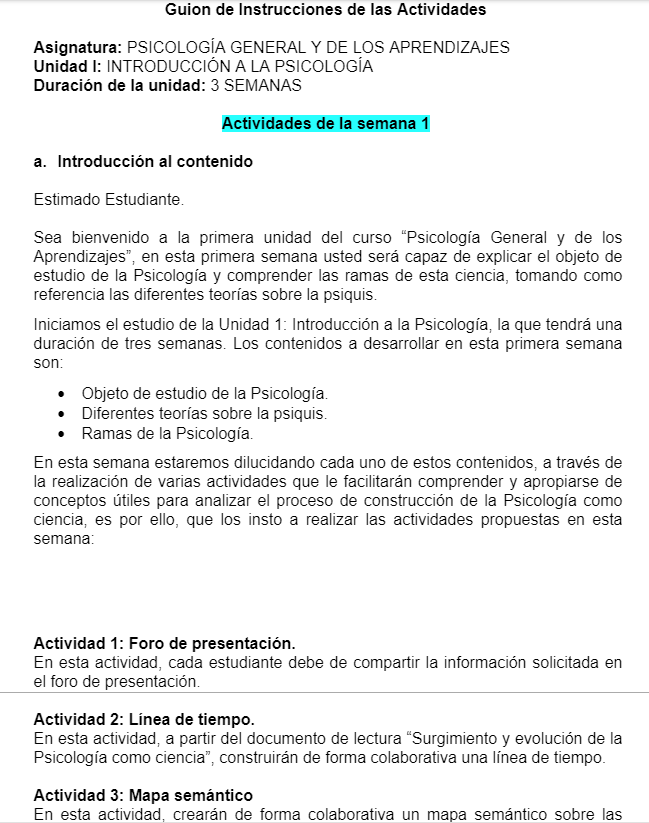 Guion de Instrucciones de las Actividades
Asignatura: PSICOLOGÍA GENERAL Y DE LOS APRENDIZAJES
Unidad I: INTRODUCCIÓN A LA PSICOLOGÍA
Duración de la unidad: 3 SEMANAS
Actividades de la semana 1
a. Introducción al contenido
Estimado Estudiante.
Sea bienvenido a la primera unidad del curso “Psicología General y de los
Aprendizajes”, en esta primera semana usted será capaz de explicar el objeto de
estudio de la Psicología y comprender las ramas de esta ciencia, tomando como
referencia las diferentes teorías sobre la psiquis.
Iniciamos el estudio de la Unidad 1: Introducción a la Psicología, la que tendrá una
duración de tres semanas. Los contenidos a desarrollar en esta primera semana
son:
• Objeto de estudio de la Psicología.
• Diferentes teorías sobre la psiquis.
• Ramas de la Psicología.
En esta semana estaremos dilucidando cada uno de estos contenidos, a través de
la realización de varias actividades que le facilitarán comprender y apropiarse de
conceptos útiles para analizar el proceso de construcción de la Psicología como
ciencia, es por ello, que los insto a realizar las actividades propuestas en esta
semana:
Actividad 1: Foro de presentación.
En esta actividad, cada estudiante debe de compartir la información solicitada en
el foro de presentación.
Actividad 2: Línea de tiempo.
En esta actividad, a partir del documento de lectura “Surgimiento y evolución de la
Psicología como ciencia”, construirán de forma colaborativa una línea de tiempo.
Actividad 3: Mapa semántico
En esta actividad, crearán de forma colaborativa un mapa semántico sobre las